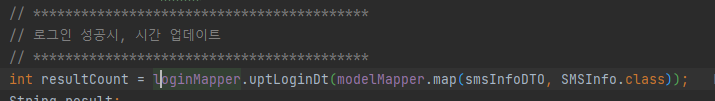 // ****************************************
// 로그인 성공시, 시간 업데이트
// ****************************************
int resultCount = loginMapper.uptLoginDt(modelMapper.map(smsInfoDTO, SMSInfo.class));
String result;